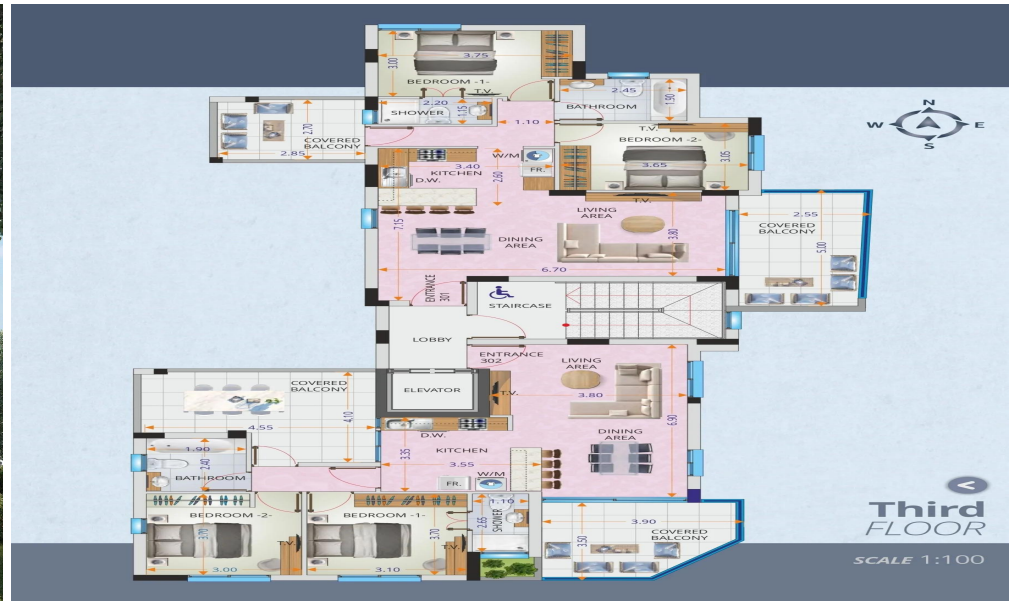 3.75
3.00
BEDROOM -1-
T.V.
2.20
SHOWER
1.15
2.45
BATHROOM
1.90
N
W
E
S
2.70
COVERED
BALCONY
2.85
1.10
T.V.
BEDROOM -2-
3.65
3.05
W/M
FR.
3.40
KITCHEN
D.W.
2.60
T.V.
LIVING
AREA
3.80
7.15
DINING
AREA
6.70
2.55
COVERED
BALCONY
5.00
ENTRANCE
301
STAIRCASE
LOBBY
ENTRANCE
302
LIVING
AREA
ELEVATOR
T.V.
3.80
6.90
COVERED
BALCONY
4.55
4.10
D.W.
DINING
AREA
3.35
KITCHEN
3.55
W/M
FR.
1.90
2.40
BATHROOM
1.10
2.65
SHOWER
BEDROOM -2-
3.70
T.V.
3.00
BEDROOM -1-
3.70
T.V.
3.10
3.90
3.50
COVERED
BALCONY
<
Third
FLOOR
SCALE 1:100